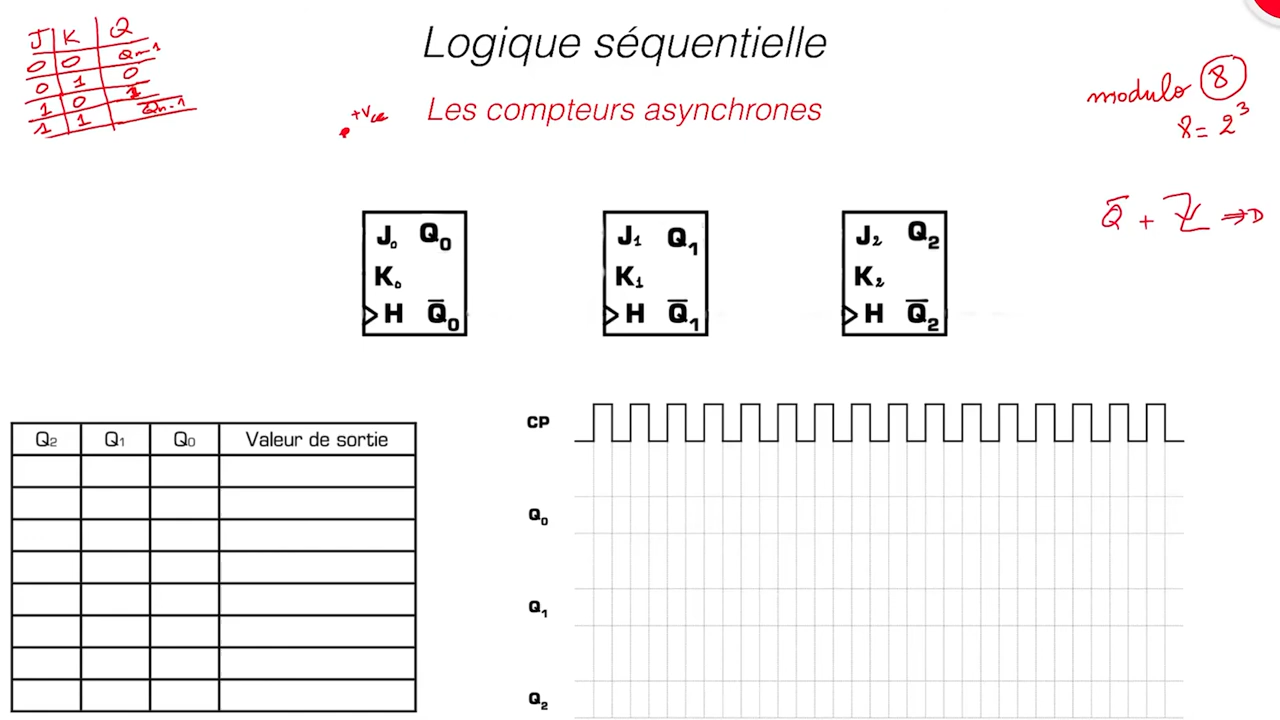 Logique séquentielle
Les compteurs asynchrones
J K Q
0 0 Qn-1
0 1 0
1 0 1
1 1 Q̅n-1
+Vcc
modulo 8
8 = 2³
Q̅ + ⇒D
J₀ Q₀
K₀
H Q̅₀
J₁ Q₁
K₁
H Q̅₁
J₂ Q₂
K₂
H Q̅₂
Q₂ Q₁ Q₀ Valeur de sortie
CP
Q₀
Q₁
Q₂